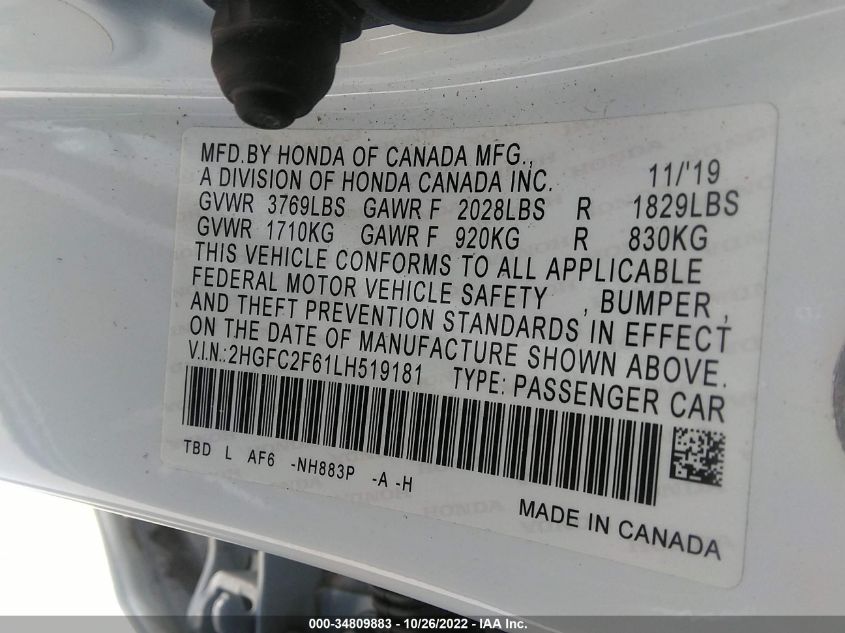 MFD.BY HONDA OF CANADA MFG.,
A DIVISION OF HONDA CANADA INC. 11/'19
GVWR 3769LBS GAWR F 2028LBS R 1829LBS
GVWR 1710KG GAWR F 920KG R 830KG
THIS VEHICLE CONFORMS TO ALL APPLICABLE
FEDERAL MOTOR VEHICLE SAFETY , BUMPER ,
AND THEFT PREVENTION STANDARDS IN EFFECT
ON THE DATE OF MANUFACTURE SHOWN ABOVE.
V.I.N.:2HGFC2F61LH519181 TYPE: PASSENGER CAR
TBD L AF6 -NH883P -A -H
MADE IN CANADA
000-34809883 / 10/26/2022 - IAA Inc.